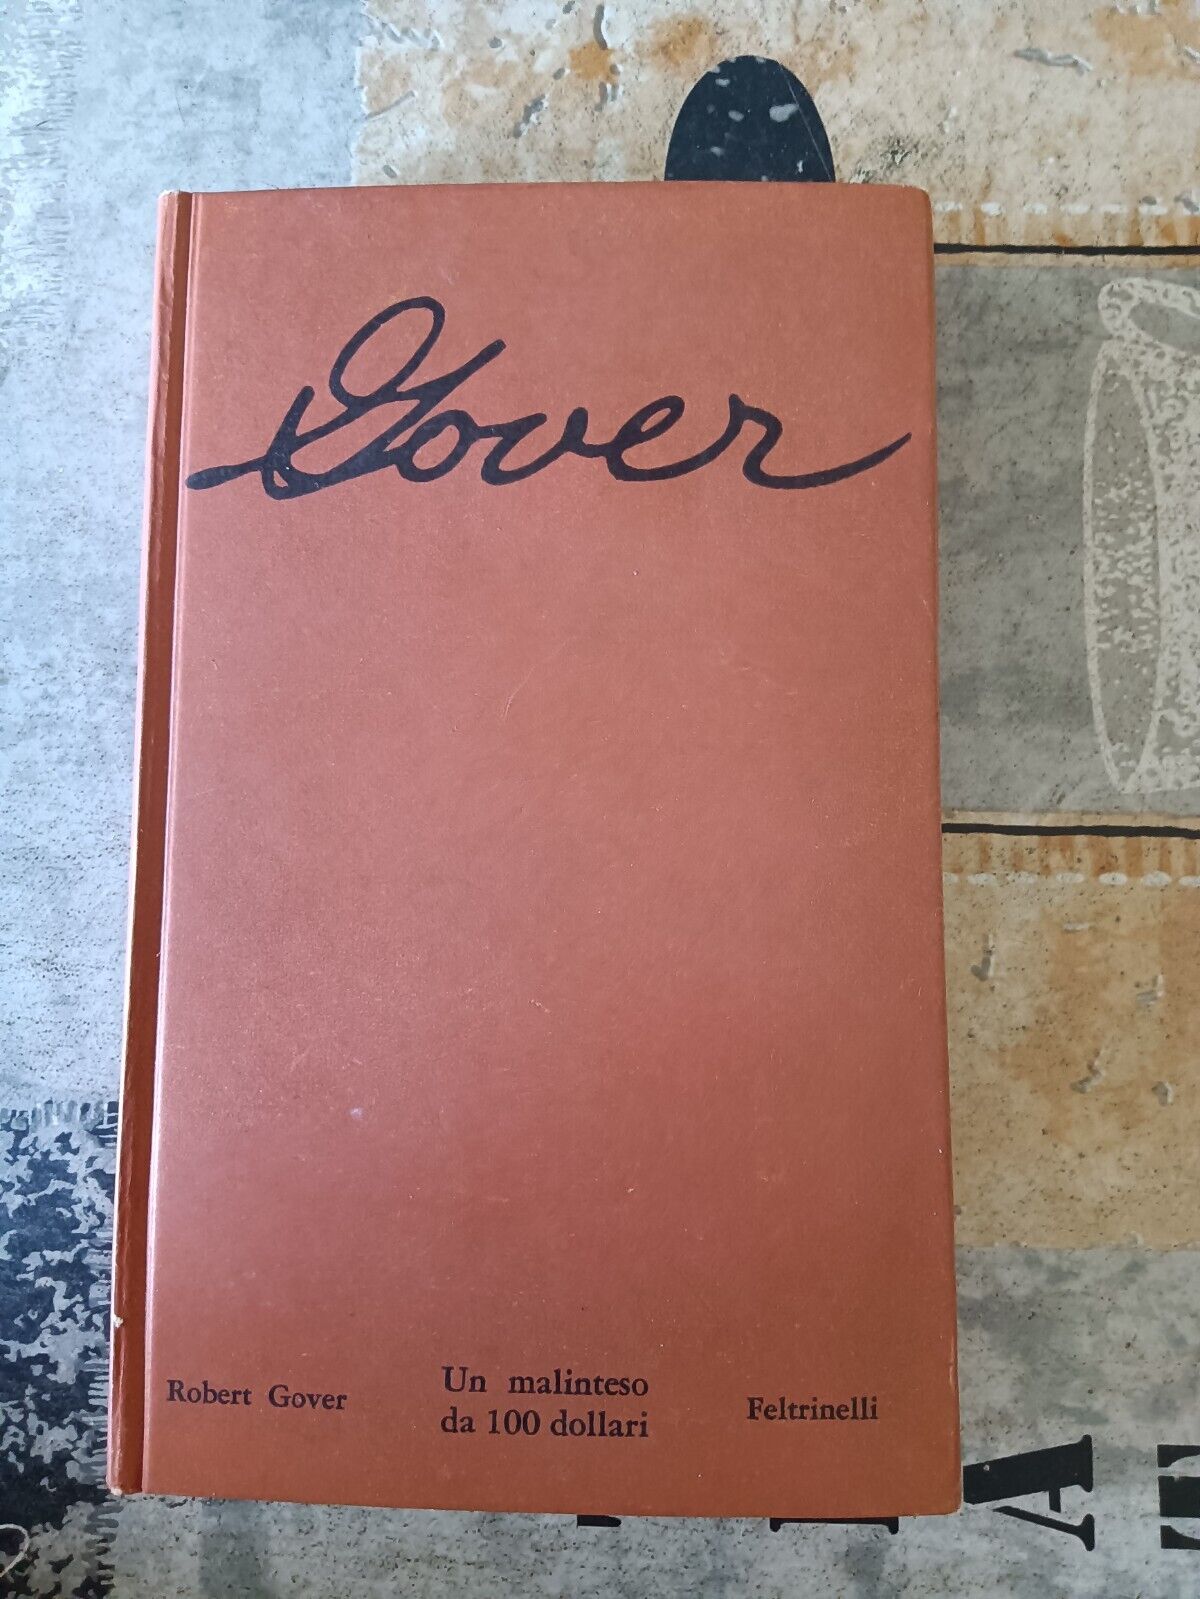 Gover
Robert Gover
Un malinteso
da 100 dollari
Feltrinelli
A